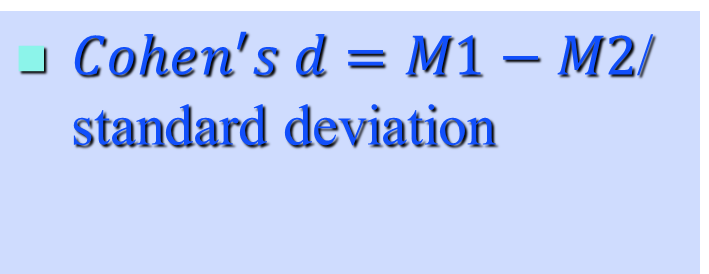 Cohen's d = M1 − M2/
standard deviation